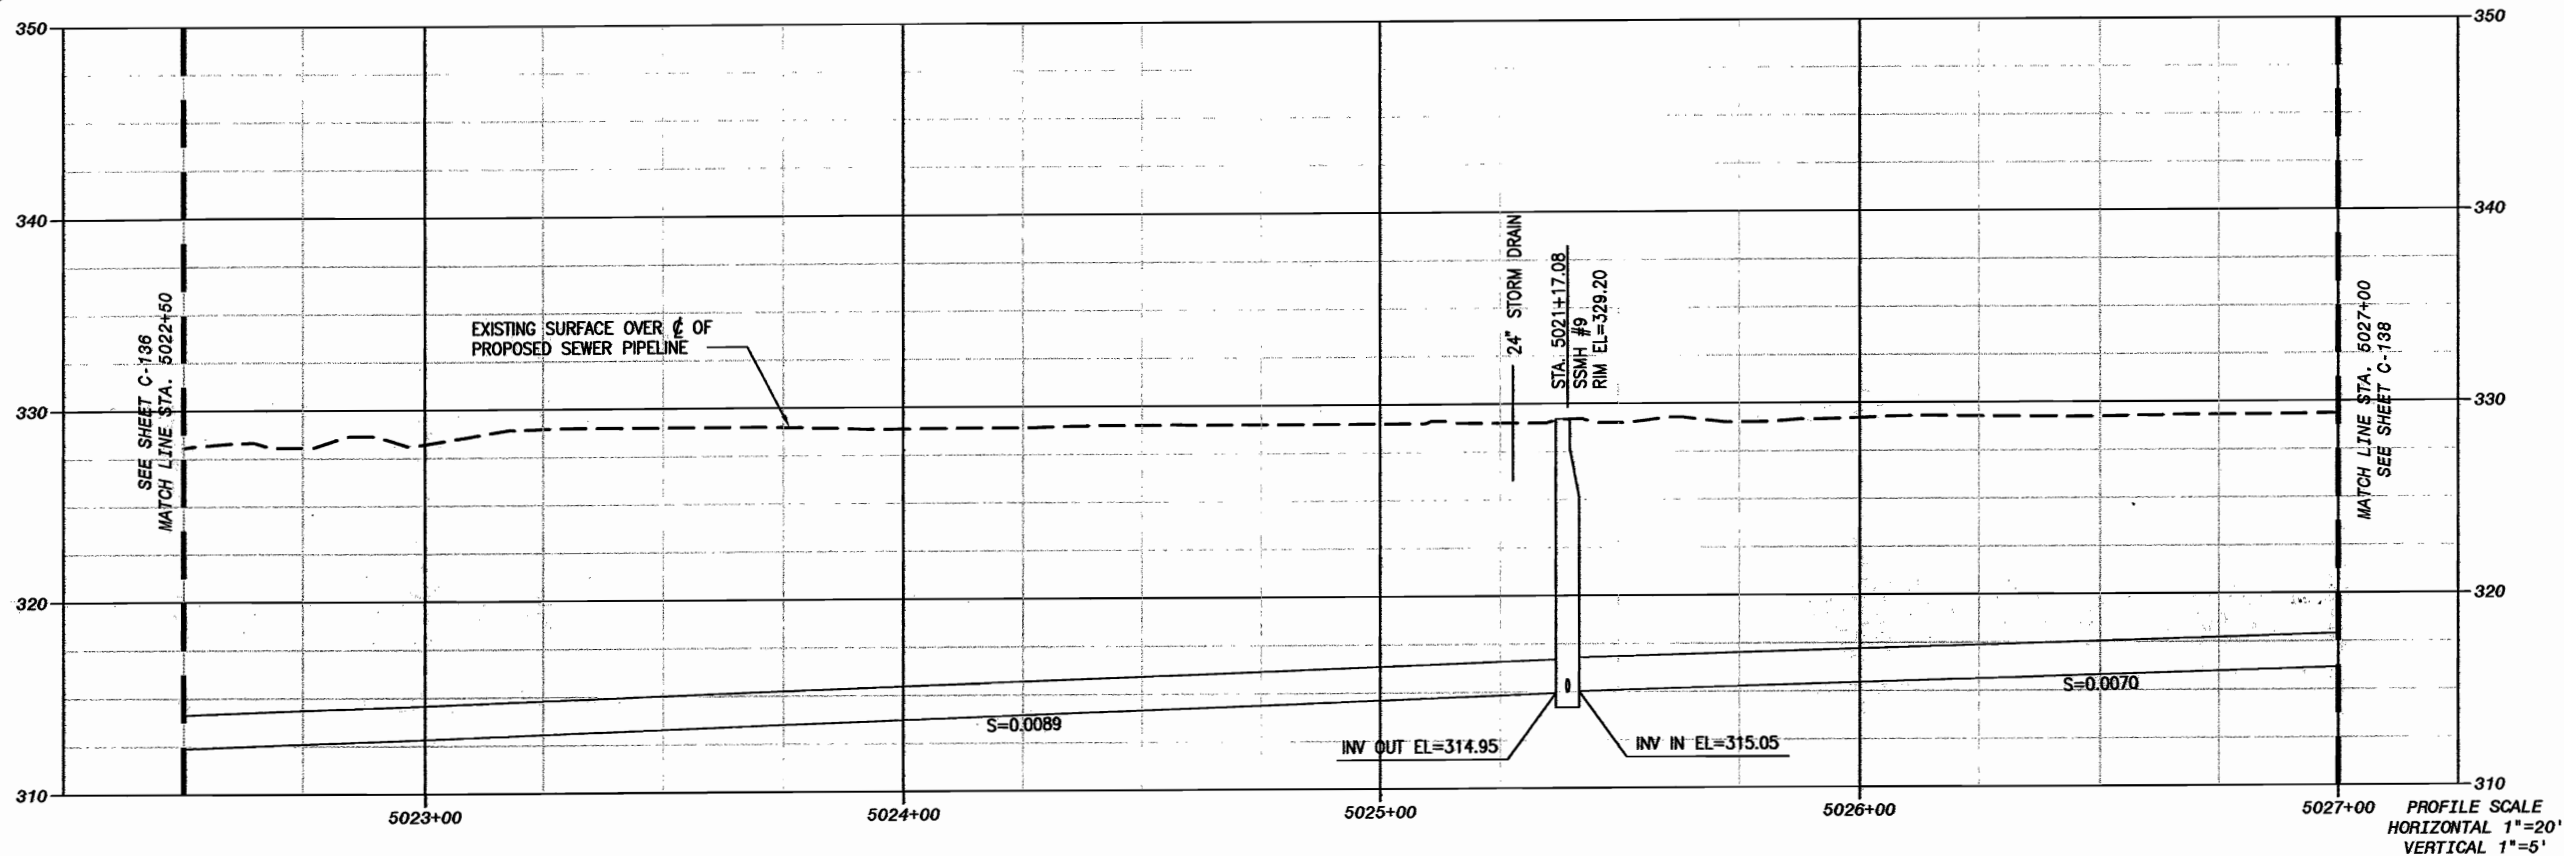 350
340
330
320
310
SEE SHEET C-136
MATCH LINE STA. 5022+50
EXISTING SURFACE OVER ℄ OF
PROPOSED SEWER PIPELINE
S=0.0089
24" STORM DRAIN
STA. 5021+17.08
SSMH #9
RIM EL=329.20
INV OUT EL=314.95
INV IN EL=315.05
S=0.0070
MATCH LINE STA. 5027+00
SEE SHEET C-138
350
340
330
320
310
5023+00
5024+00
5025+00
5026+00
5027+00
PROFILE SCALE
HORIZONTAL 1"=20'
VERTICAL 1"=5'